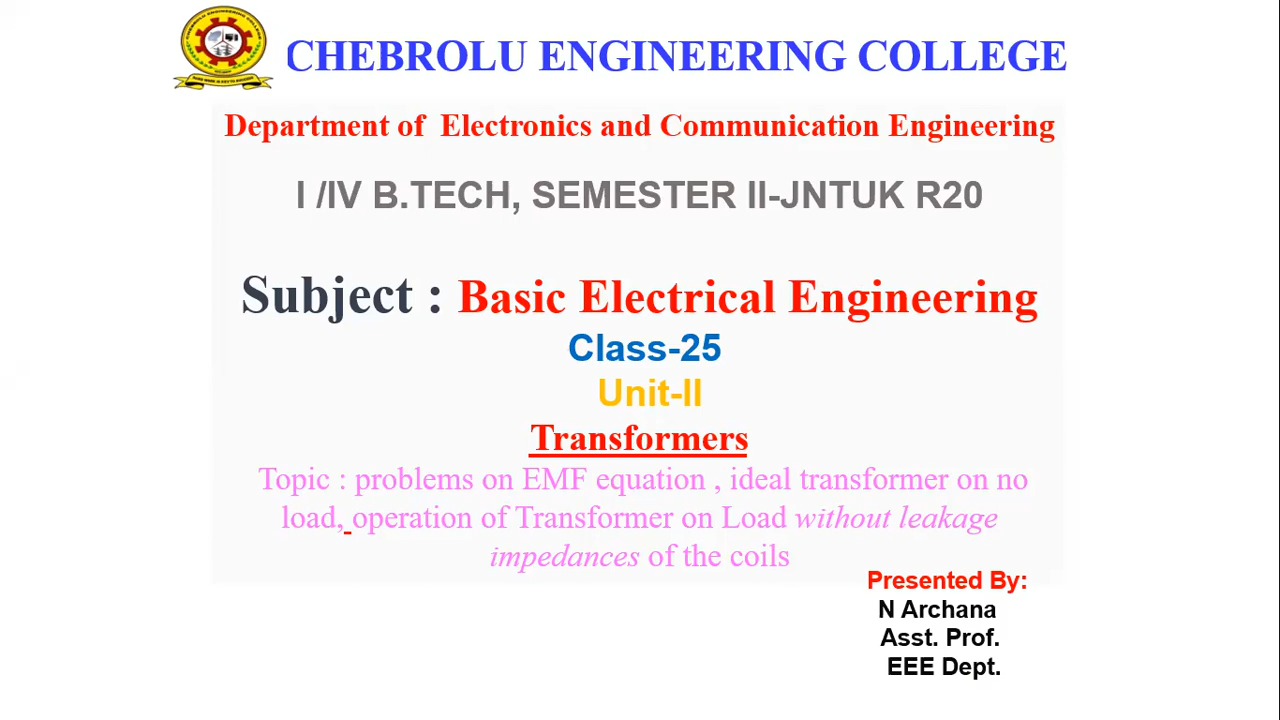 CHEBROLU ENGINEERING COLLEGE
Department of Electronics and Communication Engineering
I /IV B.TECH, SEMESTER II-JNTUK R20
Subject : Basic Electrical Engineering
Class-25
Unit-II
Transformers
Topic : problems on EMF equation , ideal transformer on no
load, operation of Transformer on Load without leakage
impedances of the coils
Presented By:
N Archana
Asst. Prof.
EEE Dept.